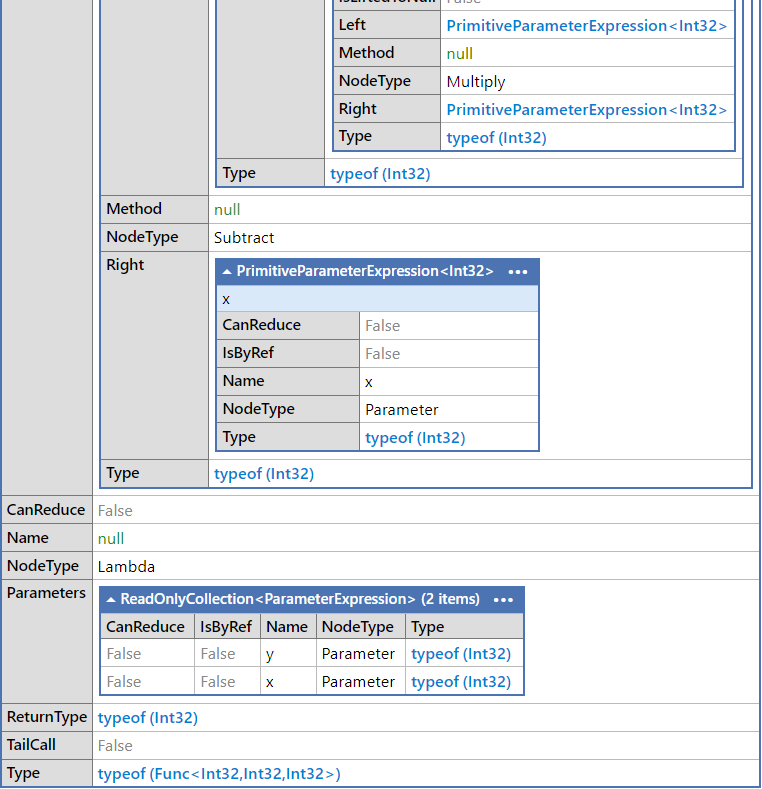 IsLiftedToNull False
Left PrimitiveParameterExpression<Int32>
Method null
NodeType Multiply
Right PrimitiveParameterExpression<Int32>
Type typeof (Int32)
Type typeof (Int32)
Method null
NodeType Subtract
Right PrimitiveParameterExpression<Int32> •••
x
CanReduce False
IsByRef False
Name x
NodeType Parameter
Type typeof (Int32)
Type typeof (Int32)
CanReduce False
Name null
NodeType Lambda
Parameters ReadOnlyCollection<ParameterExpression> (2 items) •••
CanReduce IsByRef Name NodeType Type
False False y Parameter typeof (Int32)
False False x Parameter typeof (Int32)
ReturnType typeof (Int32)
TailCall False
Type typeof (Func<Int32,Int32,Int32>)